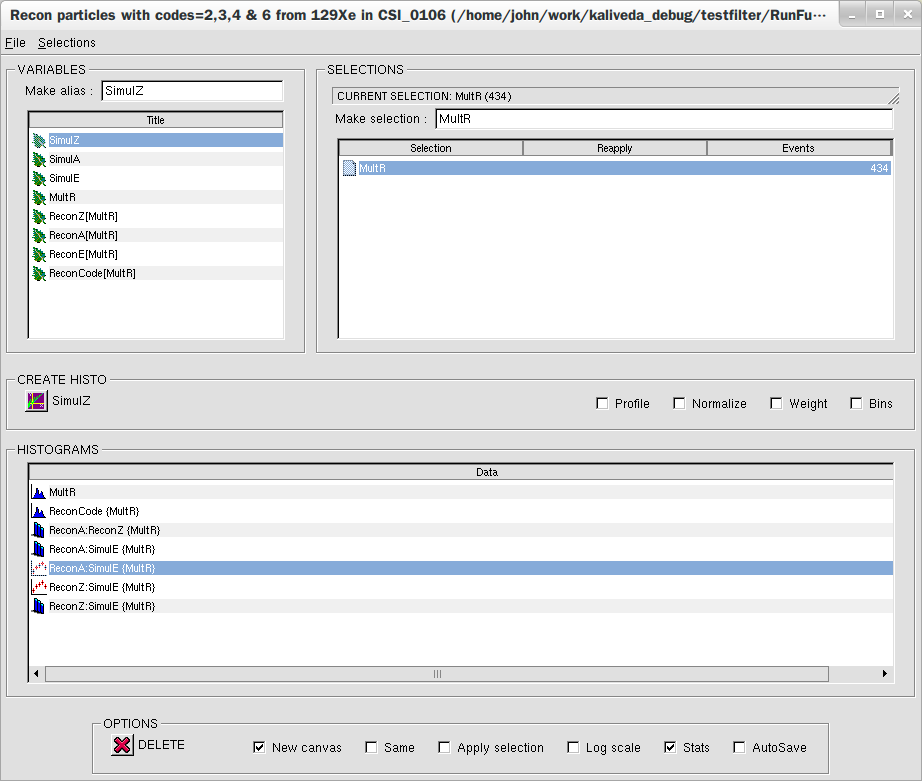 Recon particles with codes=2,3,4 & 6 from 129Xe in CSI_0106 (/home/john/work/kaliveda_debug/testfilter/RunFu···
File Selections
VARIABLES
Make alias : SimulZ
Title
SimulZ
SimulA
SimulE
MultR
ReconZ[MultR]
ReconA[MultR]
ReconE[MultR]
ReconCode[MultR]
SELECTIONS
CURRENT SELECTION: MultR (434)
Make selection : MultR
Selection Reapply Events
MultR 434
CREATE HISTO
SimulZ Profile Normalize Weight Bins
HISTOGRAMS
Data
MultR
ReconCode {MultR}
ReconA:ReconZ {MultR}
ReconA:SimulE {MultR}
ReconA:SimulE {MultR}
ReconZ:SimulE {MultR}
ReconZ:SimulE {MultR}
OPTIONS
DELETE New canvas Same Apply selection Log scale Stats AutoSave